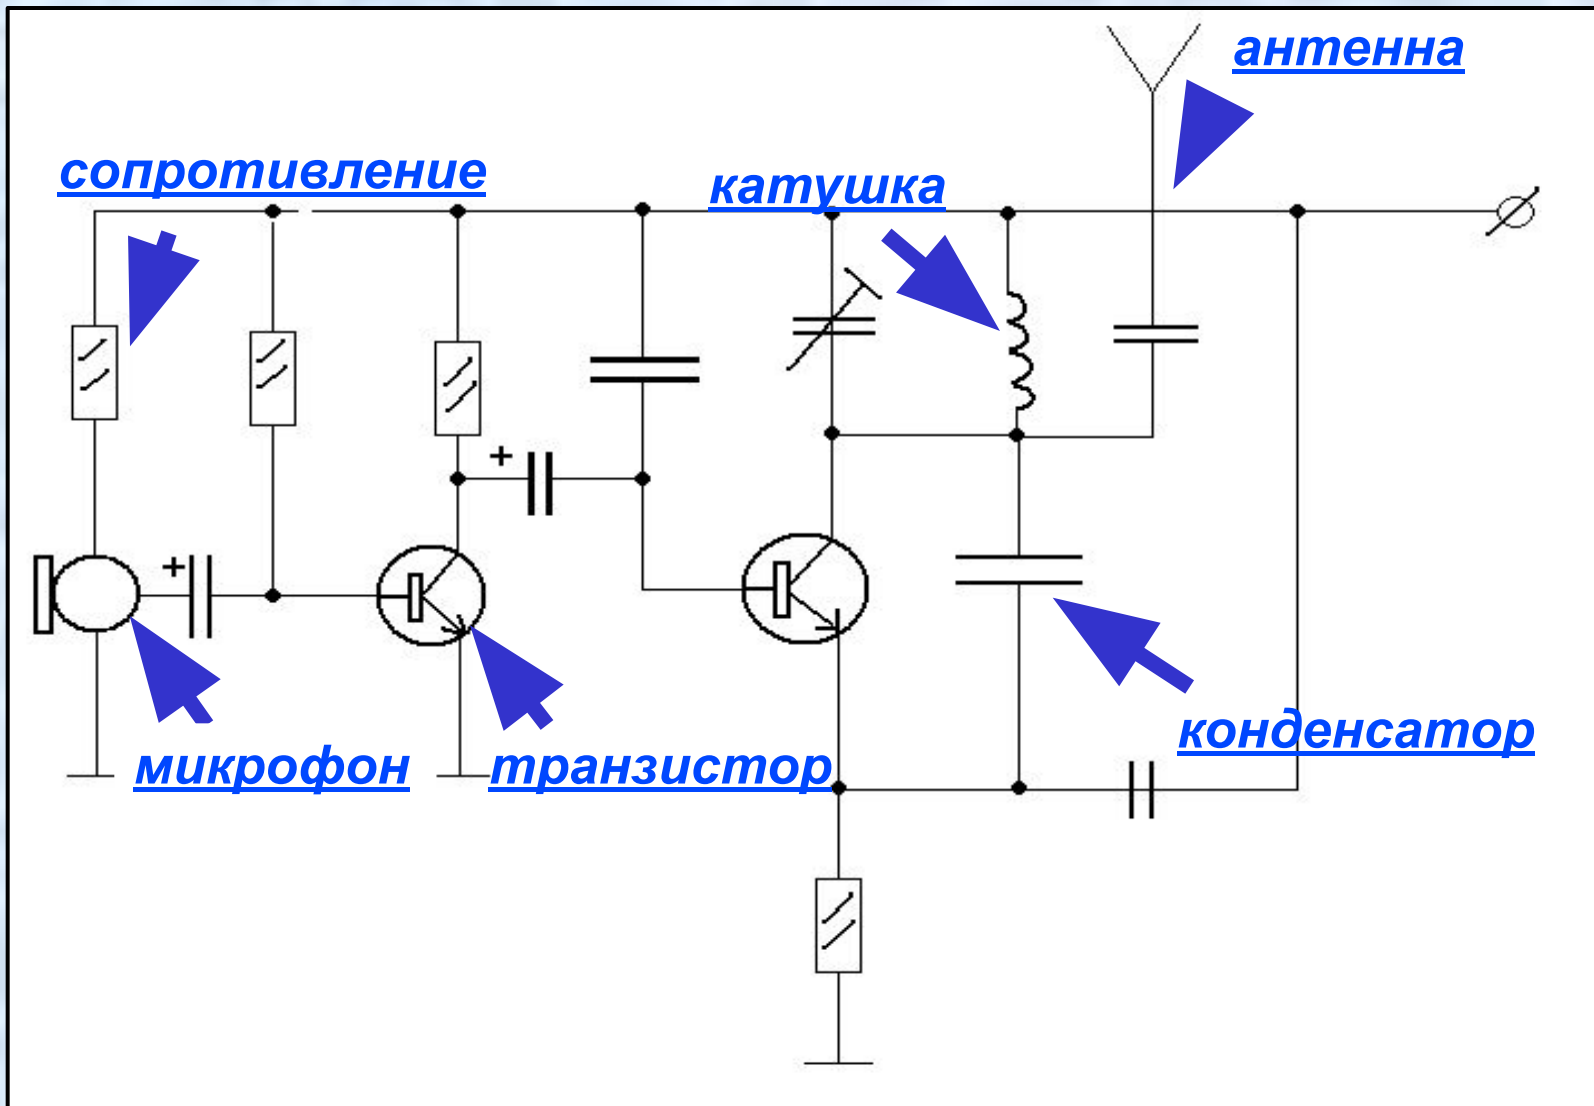 антенна
сопротивление
катушка
+
+
конденсатор
микрофон
транзистор